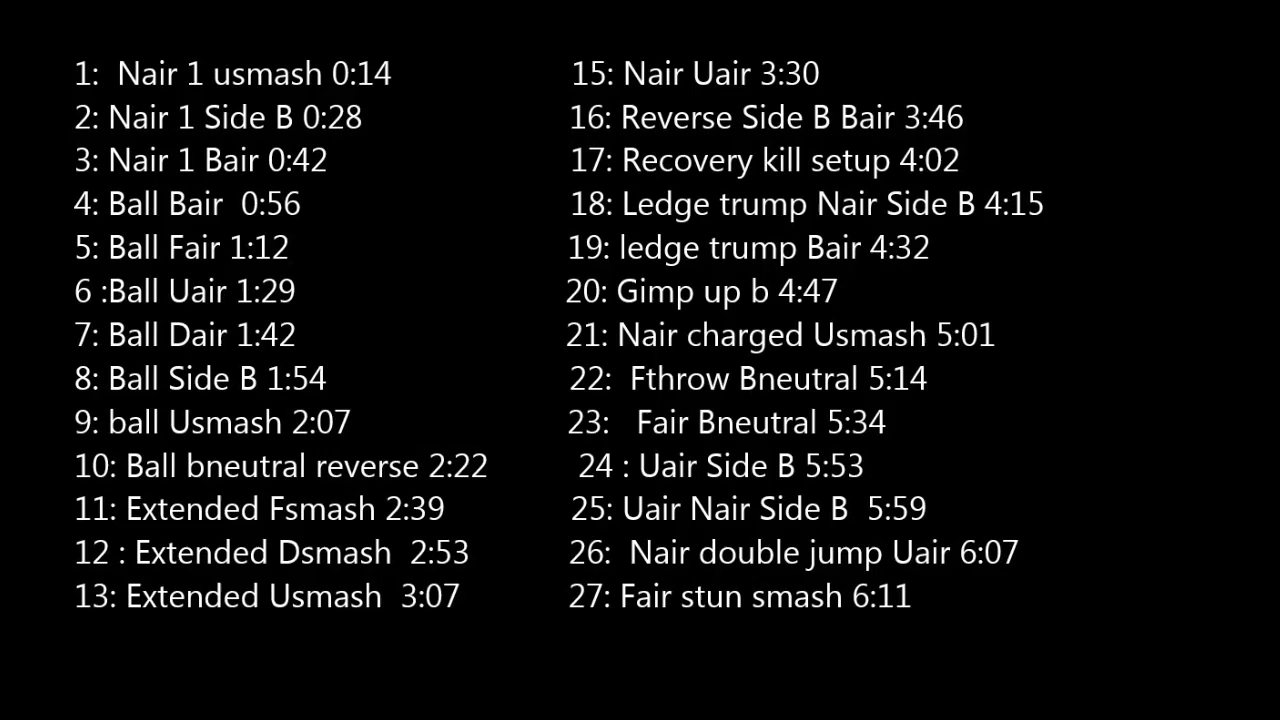 1:  Nair 1 usmash 0:14
2: Nair 1 Side B 0:28
3: Nair 1 Bair 0:42
4: Ball Bair  0:56
5: Ball Fair 1:12
6 :Ball Uair 1:29
7: Ball Dair 1:42
8: Ball Side B 1:54
9: ball Usmash 2:07
10: Ball bneutral reverse 2:22
11: Extended Fsmash 2:39
12 : Extended Dsmash  2:53
13: Extended Usmash  3:07
15: Nair Uair 3:30
16: Reverse Side B Bair 3:46
17: Recovery kill setup 4:02
18: Ledge trump Nair Side B 4:15
19: ledge trump Bair 4:32
20: Gimp up b 4:47
21: Nair charged Usmash 5:01
22:  Fthrow Bneutral 5:14
23:   Fair Bneutral 5:34
24 : Uair Side B 5:53
25: Uair Nair Side B  5:59
26:  Nair double jump Uair 6:07
27: Fair stun smash 6:11